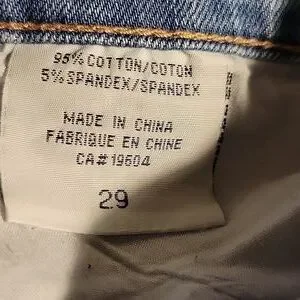 95% COTTON/COTON
5% SPANDEX/SPANDEX
MADE IN CHINA
FABRIQUE EN CHINE
CA# 19604
29